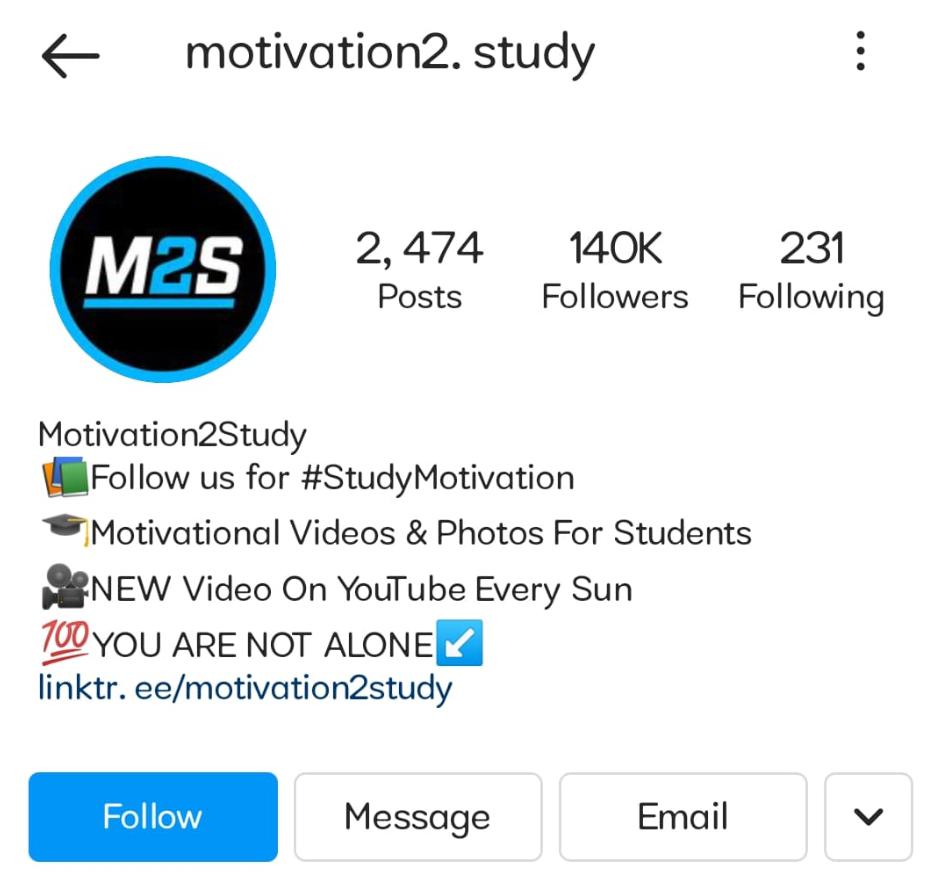 motivation2. study
M2S
2, 474 140K 231
Posts Followers Following
Motivation2Study
Follow us for #StudyMotivation
Motivational Videos & Photos For Students
NEW Video On YouTube Every Sun
💯YOU ARE NOT ALONE↙️
linktr. ee/motivation2study
Follow Message Email